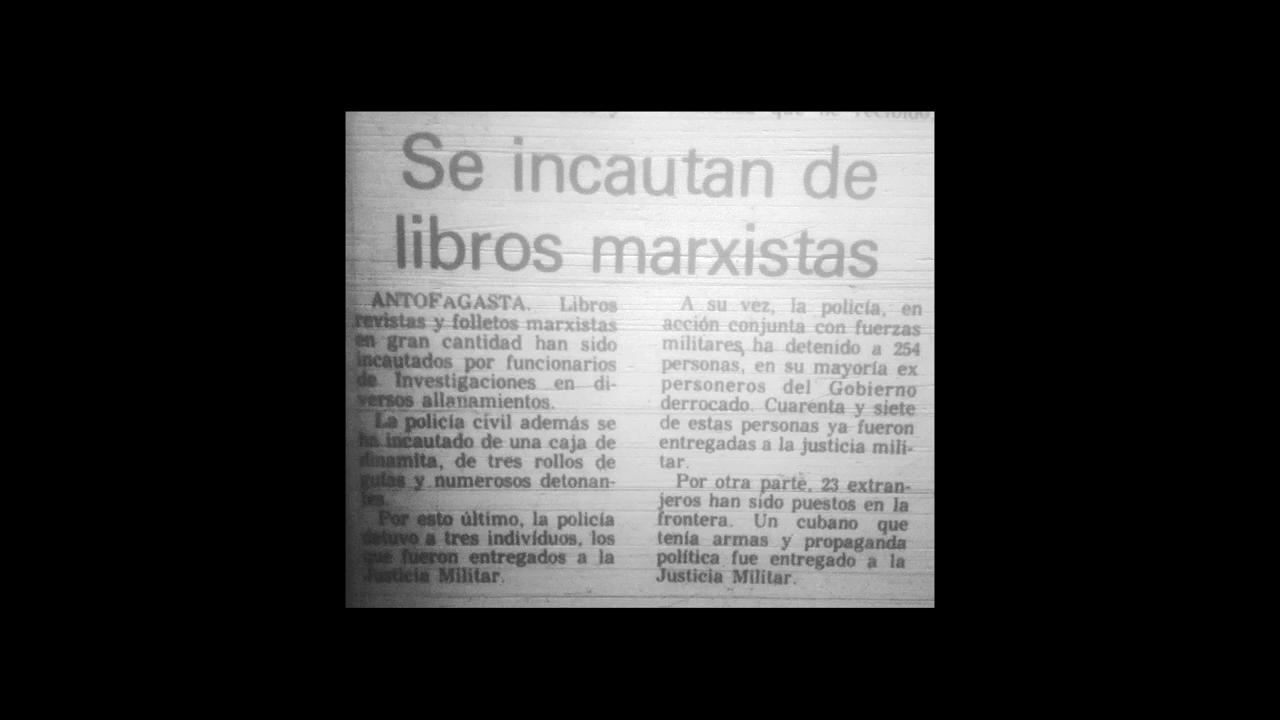 que he recibido.
Se incautan de
libros marxistas
ANTOFAGASTA. Libros
revistas y folletos marxistas
en gran cantidad han sido
incautados por funcionarios
de Investigaciones en di-
versos allanamientos.
La policía civil además se
ha incautado de una caja de
dinamita, de tres rollos de
guías y numerosos detonan-
tes.
Por esto último, la policía
detuvo a tres indivíduos, los
que fueron entregados a la
Justicia Militar.
A su vez, la policía, en
acción conjunta con fuerzas
militares, ha detenido a 254
personas, en su mayoría ex
personeros del Gobierno
derrocado. Cuarenta y siete
de estas personas ya fueron
entregadas a la justicia mili-
tar.
Por otra parte, 23 extran-
jeros han sido puestos en la
frontera. Un cubano que
tenía armas y propaganda
política fue entregado a la
Justicia Militar.